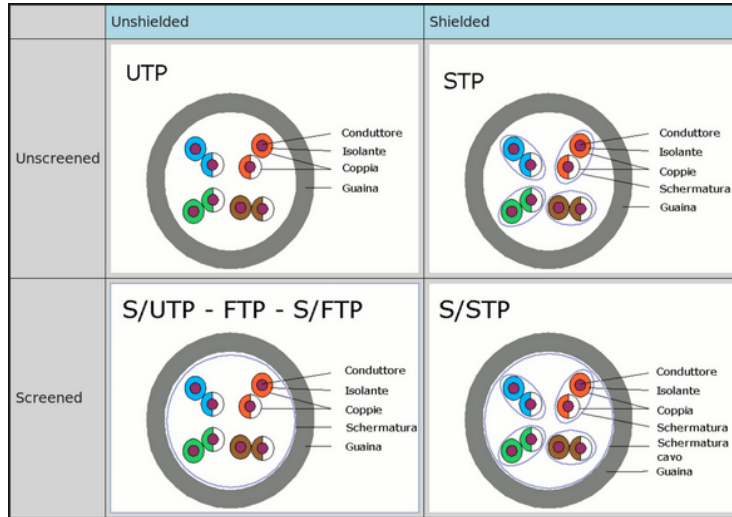 Unshielded
Shielded
Unscreened
UTP
Conduttore
Isolante
Coppia
Guaina
STP
Conduttore
Isolante
Coppie
Schermatura
Guaina
Screened
S/UTP - FTP - S/FTP
Conduttore
Isolante
Coppie
Schermatura
Guaina
S/STP
Conduttore
Isolante
Coppia
Schermatura
Schermatura
cavo
Guaina